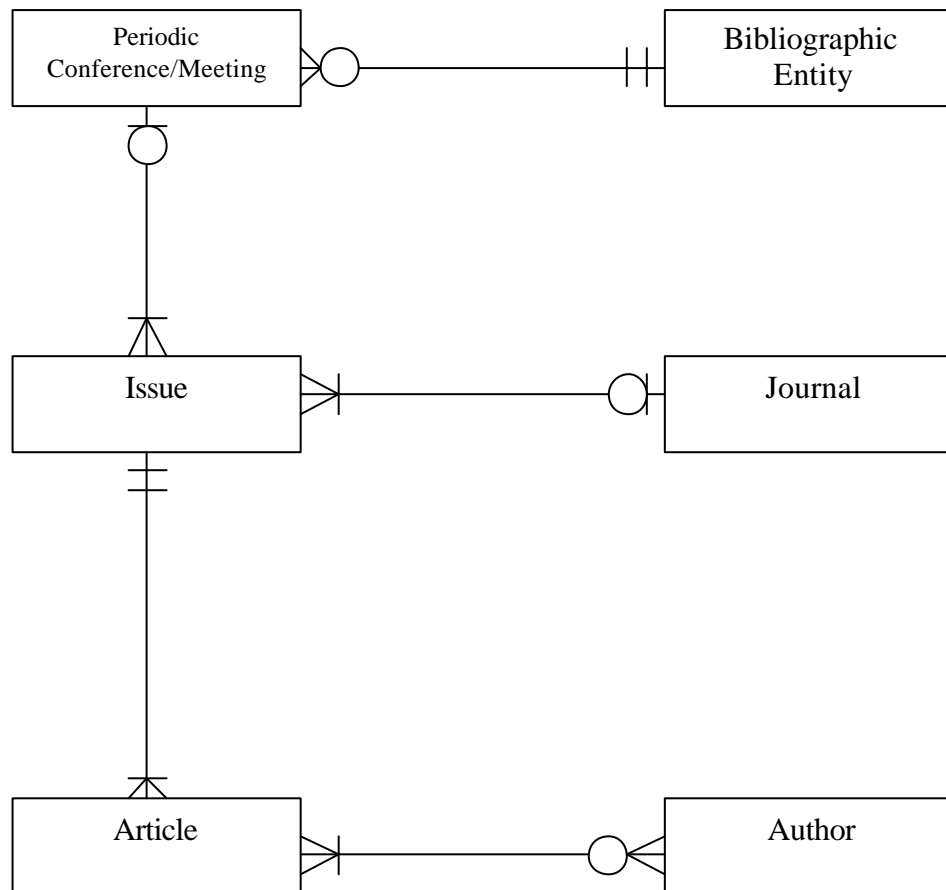 Periodic
Conference/Meeting
Bibliographic
Entity
Issue
Journal
Article
Author